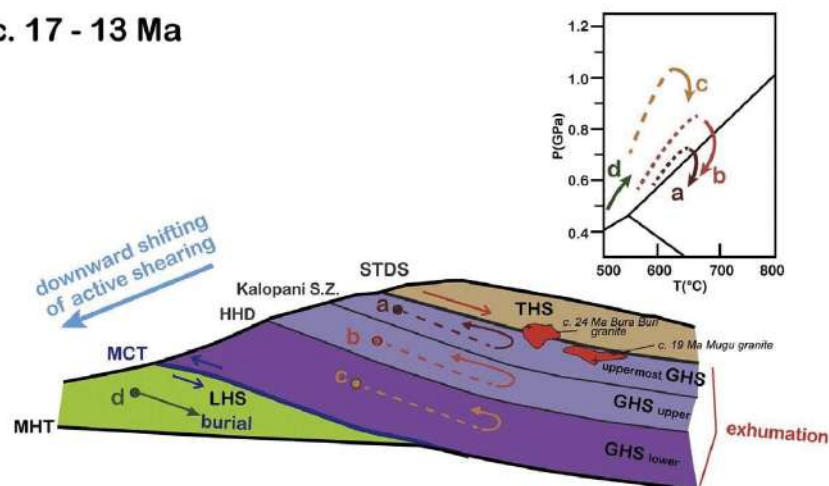 c. 17 - 13 Ma
1.2
1.0
0.8
0.6
0.4
P(GPa)
c
d
b
a
500 600 700 800
T(°C)
downward shifting
of active shearing
STDS
Kalopani S.Z.
HHD
MCT
MHT
a
THS
c. 24 Ma Bura Buri
granite
c. 19 Ma Mugu granite
b
uppermost GHS
c
GHS upper
d
LHS
burial
exhumation
GHS lower